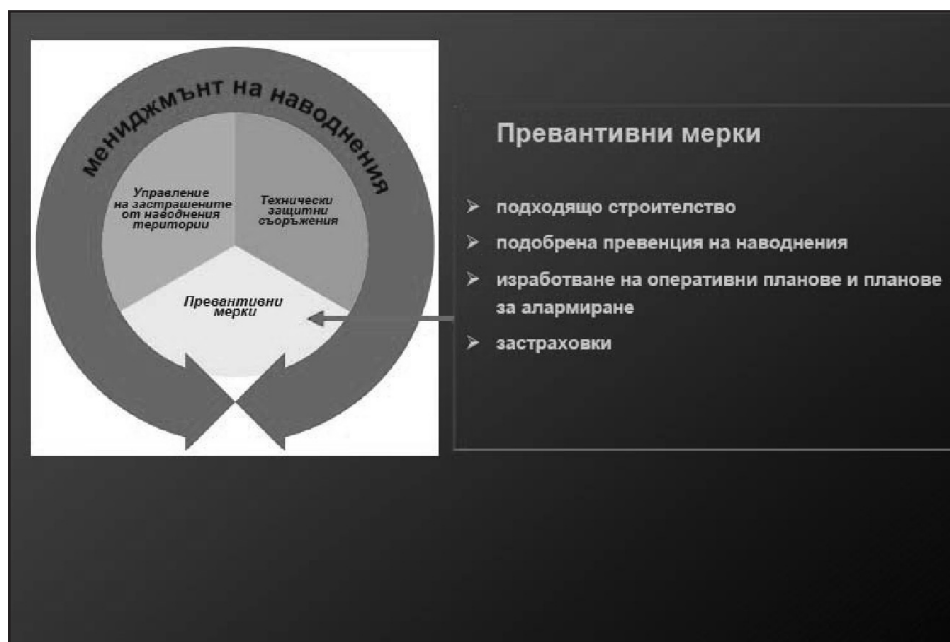 мениджмънт на наводнения
Управление
на застрашените
от наводнения
територии
Технически
защитни
съоръжения
Превантивни
мерки
Превантивни мерки
➢ подходящо строителство
➢ подобрена превенция на наводнения
➢ изработване на оперативни планове и планове
за алармиране
➢ застраховки